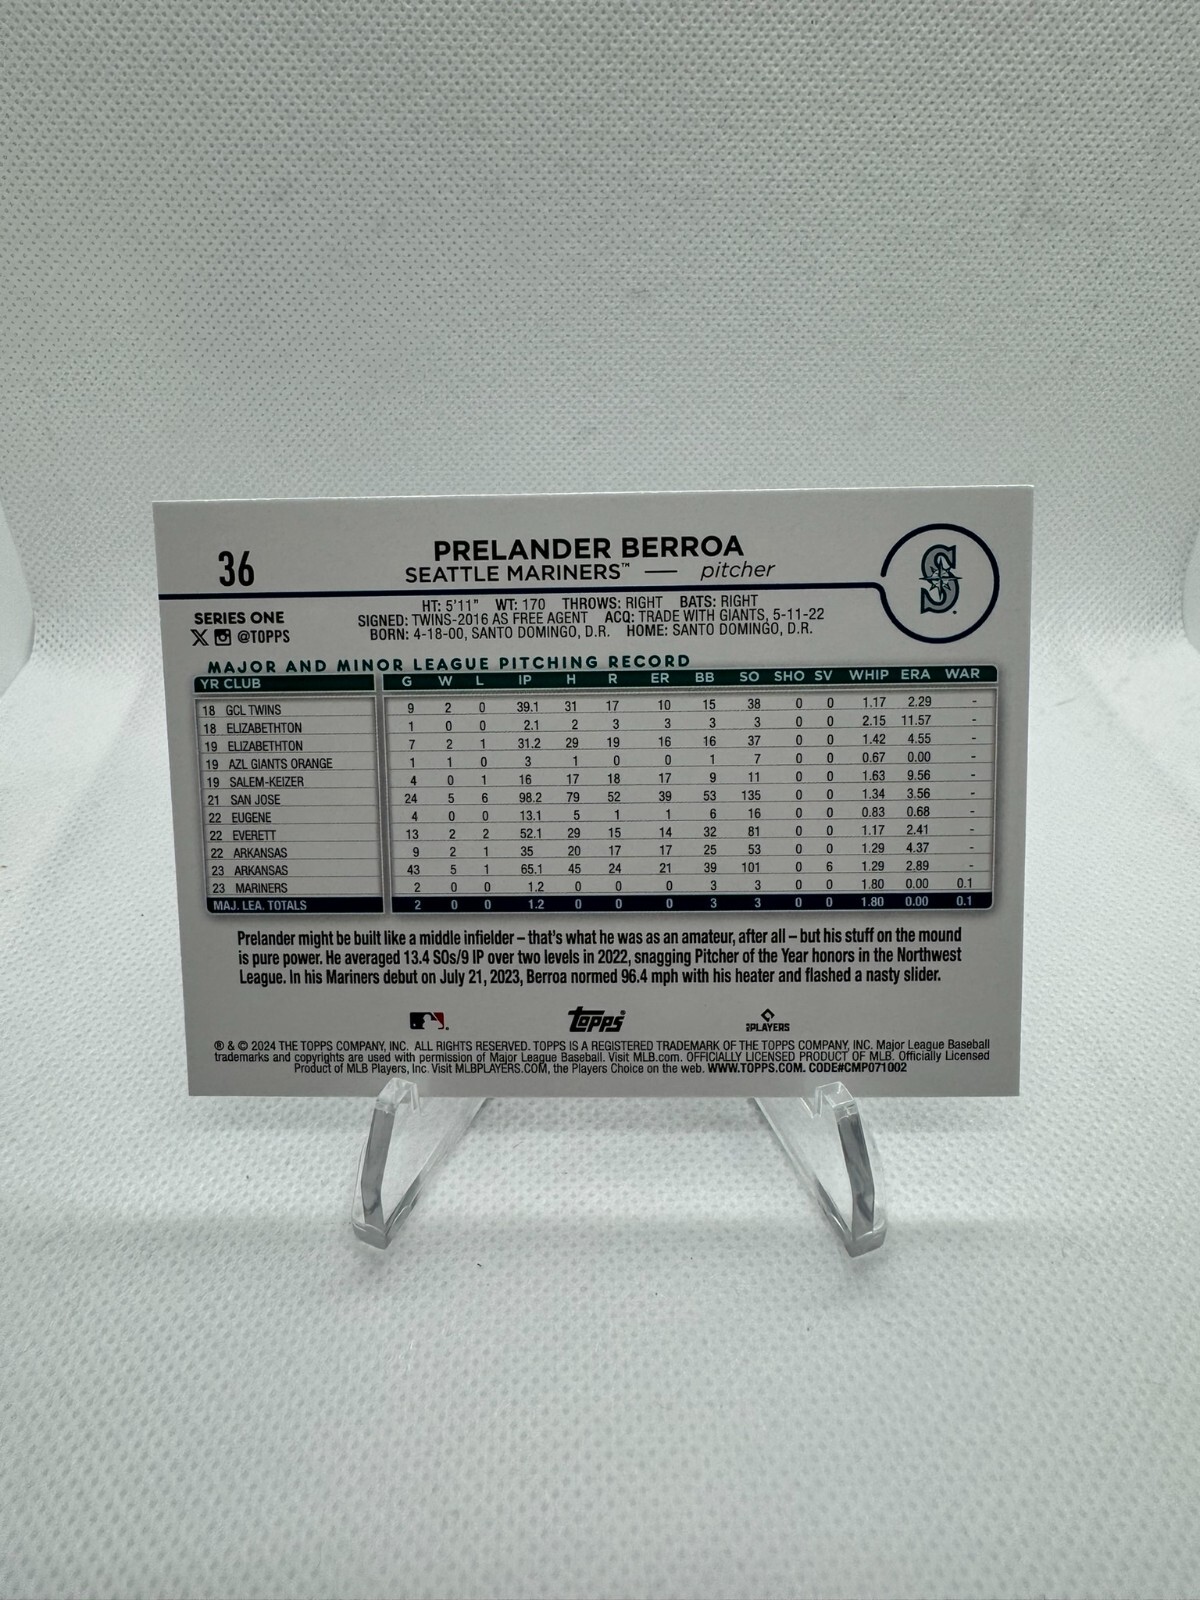 36
PRELANDER BERROA
SEATTLE MARINERS™ — pitcher
S
SERIES ONE
@TOPPS
HT: 5'11" WT: 170 THROWS: RIGHT BATS: RIGHT
SIGNED: TWINS-2016 AS FREE AGENT ACQ: TRADE WITH GIANTS, 5-11-22
BORN: 4-18-00, SANTO DOMINGO, D.R. HOME: SANTO DOMINGO, D.R.
MAJOR AND MINOR LEAGUE PITCHING RECORD
YR CLUB G W L IP H R ER BB SO SHO SV WHIP ERA WAR
18 GCL TWINS 9 2 0 39.1 31 17 10 15 38 0 0 1.17 2.29 -
18 ELIZABETHTON 1 0 0 2.1 2 3 3 3 3 0 0 2.15 11.57 -
19 ELIZABETHTON 7 2 1 31.2 29 19 16 16 37 0 0 1.42 4.55 -
19 AZL GIANTS ORANGE 1 1 0 3 1 0 0 1 7 0 0 0.67 0.00 -
19 SALEM-KEIZER 4 0 1 16 17 18 17 9 11 0 0 1.63 9.56 -
21 SAN JOSE 24 5 6 98.2 79 52 39 53 135 0 0 1.34 3.56 -
22 EUGENE 4 0 0 13.1 5 1 1 6 16 0 0 0.83 0.68 -
22 EVERETT 13 2 2 52.1 29 15 14 32 81 0 0 1.17 2.41 -
22 ARKANSAS 9 2 1 35 20 17 17 25 53 0 0 1.29 4.37 -
23 ARKANSAS 43 5 1 65.1 45 24 21 39 101 0 6 1.29 2.89 -
23 MARINERS 2 0 0 1.2 0 0 0 3 3 0 0 1.80 0.00 0.1
MAJ. LEA. TOTALS 2 0 0 1.2 0 0 0 3 3 0 0 1.80 0.00 0.1
Prelander might be built like a middle infielder – that's what he was as an amateur, after all – but his stuff on the mound
is pure power. He averaged 13.4 SOs/9 IP over two levels in 2022, snagging Pitcher of the Year honors in the Northwest
League. In his Mariners debut on July 21, 2023, Berroa normed 96.4 mph with his heater and flashed a nasty slider.
topps
PLAYERS
® & © 2024 THE TOPPS COMPANY, INC. ALL RIGHTS RESERVED. TOPPS IS A REGISTERED TRADEMARK OF THE TOPPS COMPANY, INC. Major League Baseball
trademarks and copyrights are used with permission of Major League Baseball. Visit MLB.com. OFFICIALLY LICENSED PRODUCT OF MLB. Officially Licensed
Product of MLB Players, Inc. Visit MLBPLAYERS.COM, the Players Choice on the web. WWW.TOPPS.COM. CODE#CMP071002